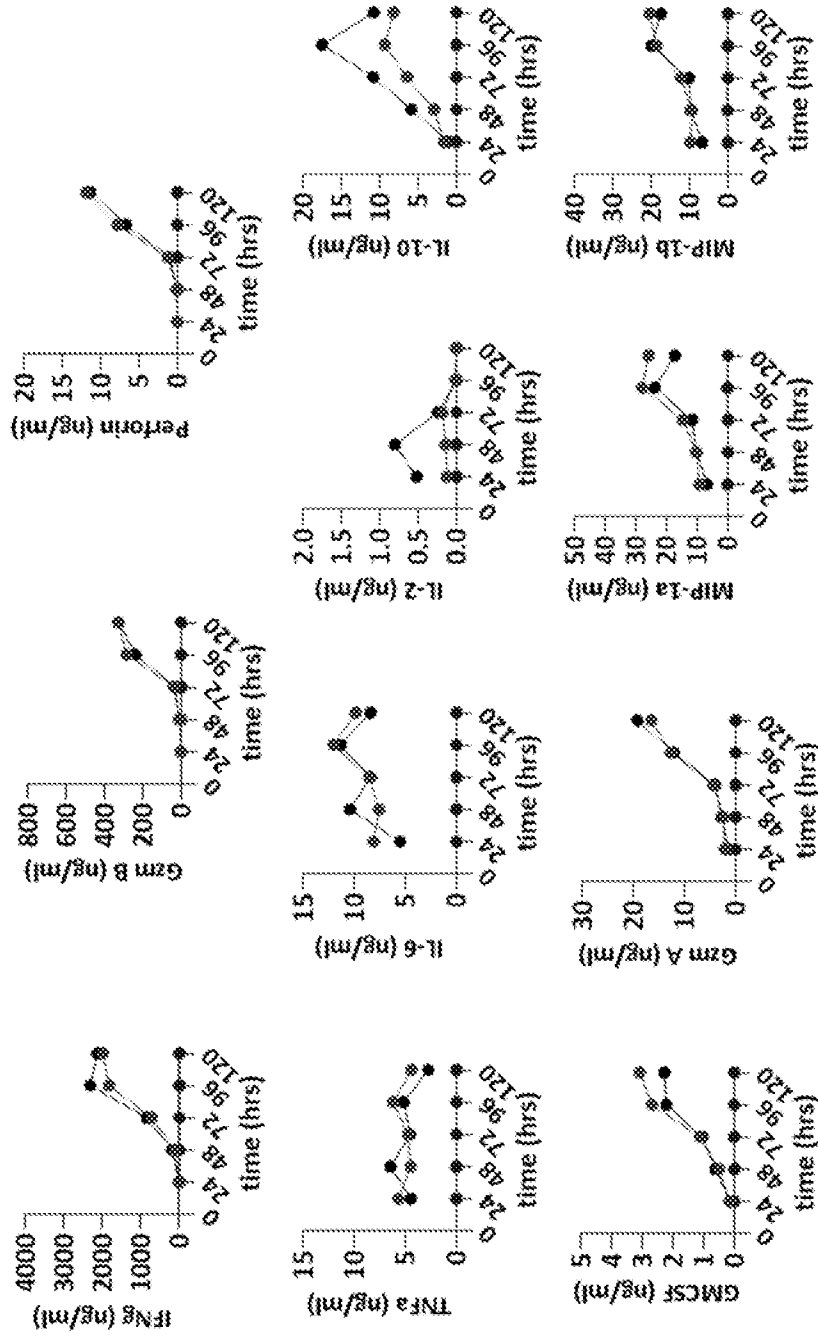 IFNg (ng/ml)
4000
3000
2000
1000
0
0 24 48 72 96 120
time (hrs)
Gzm B (ng/ml)
800
600
400
200
0
0 24 48 72 96 120
time (hrs)
Perforin (ng/ml)
20
15
10
5
0
0 24 48 72 96 120
time (hrs)
TNFa (ng/ml)
15
10
5
0
0 24 48 72 96 120
time (hrs)
IL-6 (ng/ml)
15
10
5
0
0 24 48 72 96 120
time (hrs)
IL-2 (ng/ml)
2.0
1.5
1.0
0.5
0.0
0 24 48 72 96 120
time (hrs)
IL-10 (ng/ml)
20
15
10
5
0
0 24 48 72 96 120
time (hrs)
GMCSF (ng/ml)
5
4
3
2
1
0
0 24 48 72 96 120
time (hrs)
Gzm A (ng/ml)
30
20
10
0
0 24 48 72 96 120
time (hrs)
MIP-1a (ng/ml)
50
40
30
20
10
0
0 24 48 72 96 120
time (hrs)
MIP-1b (ng/ml)
40
30
20
10
0
0 24 48 72 96 120
time (hrs)